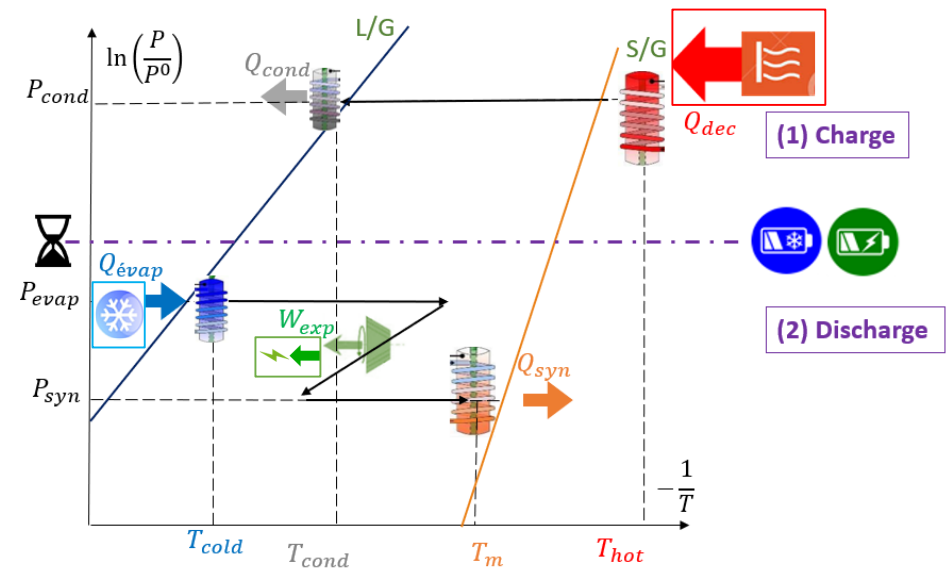 ln(P/P⁰)
L/G
S/G
Q_cond
P_cond
Q_dec
(1) Charge
Q_évap
P_evap
W_exp
(2) Discharge
P_syn
Q_syn
−1/T
T_cold
T_cond
T_m
T_hot